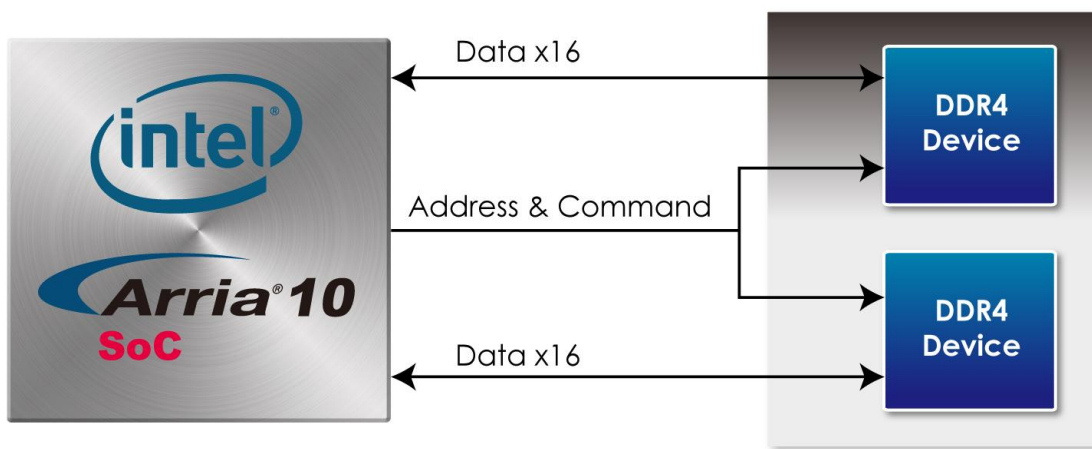 intel®
Arria® 10
SoC
Data x16
Address & Command
Data x16
DDR4
Device
DDR4
Device